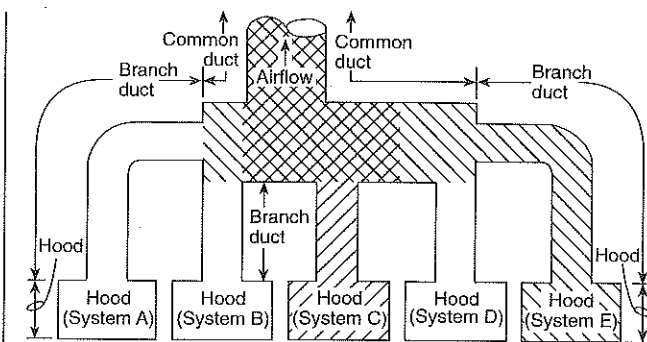 Common
duct
Common
duct
Airflow
Branch
duct
Branch
duct
Branch
duct
Hood
Hood
Hood
(System A)
Hood
(System B)
Hood
(System C)
Hood
(System D)
Hood
(System E)